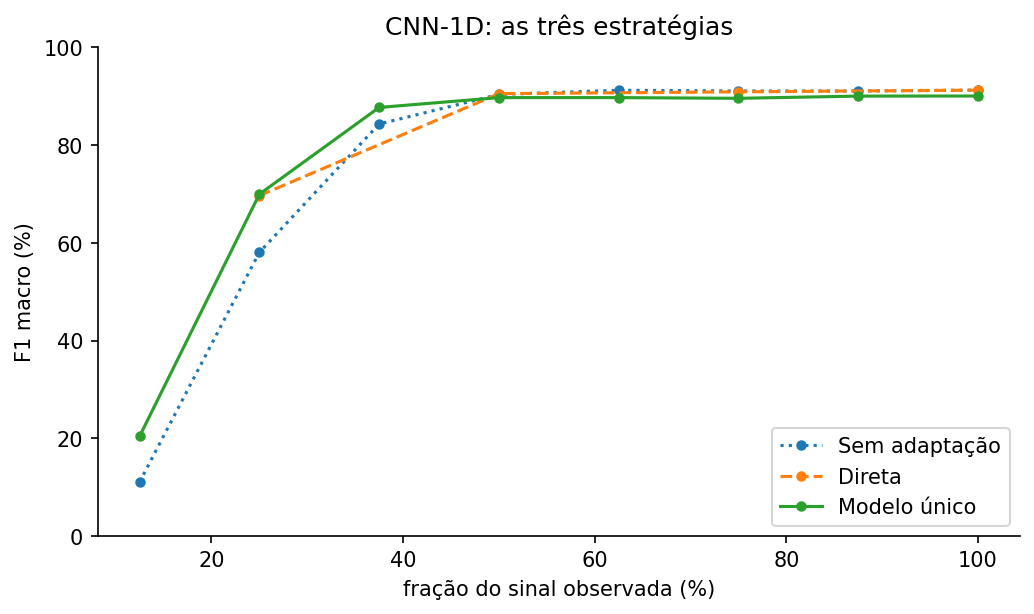 CNN-1D: as três estratégias
100
80
60
40
20
0
F1 macro (%)
20 40 60 80 100
fração do sinal observada (%)
Sem adaptação
Direta
Modelo único